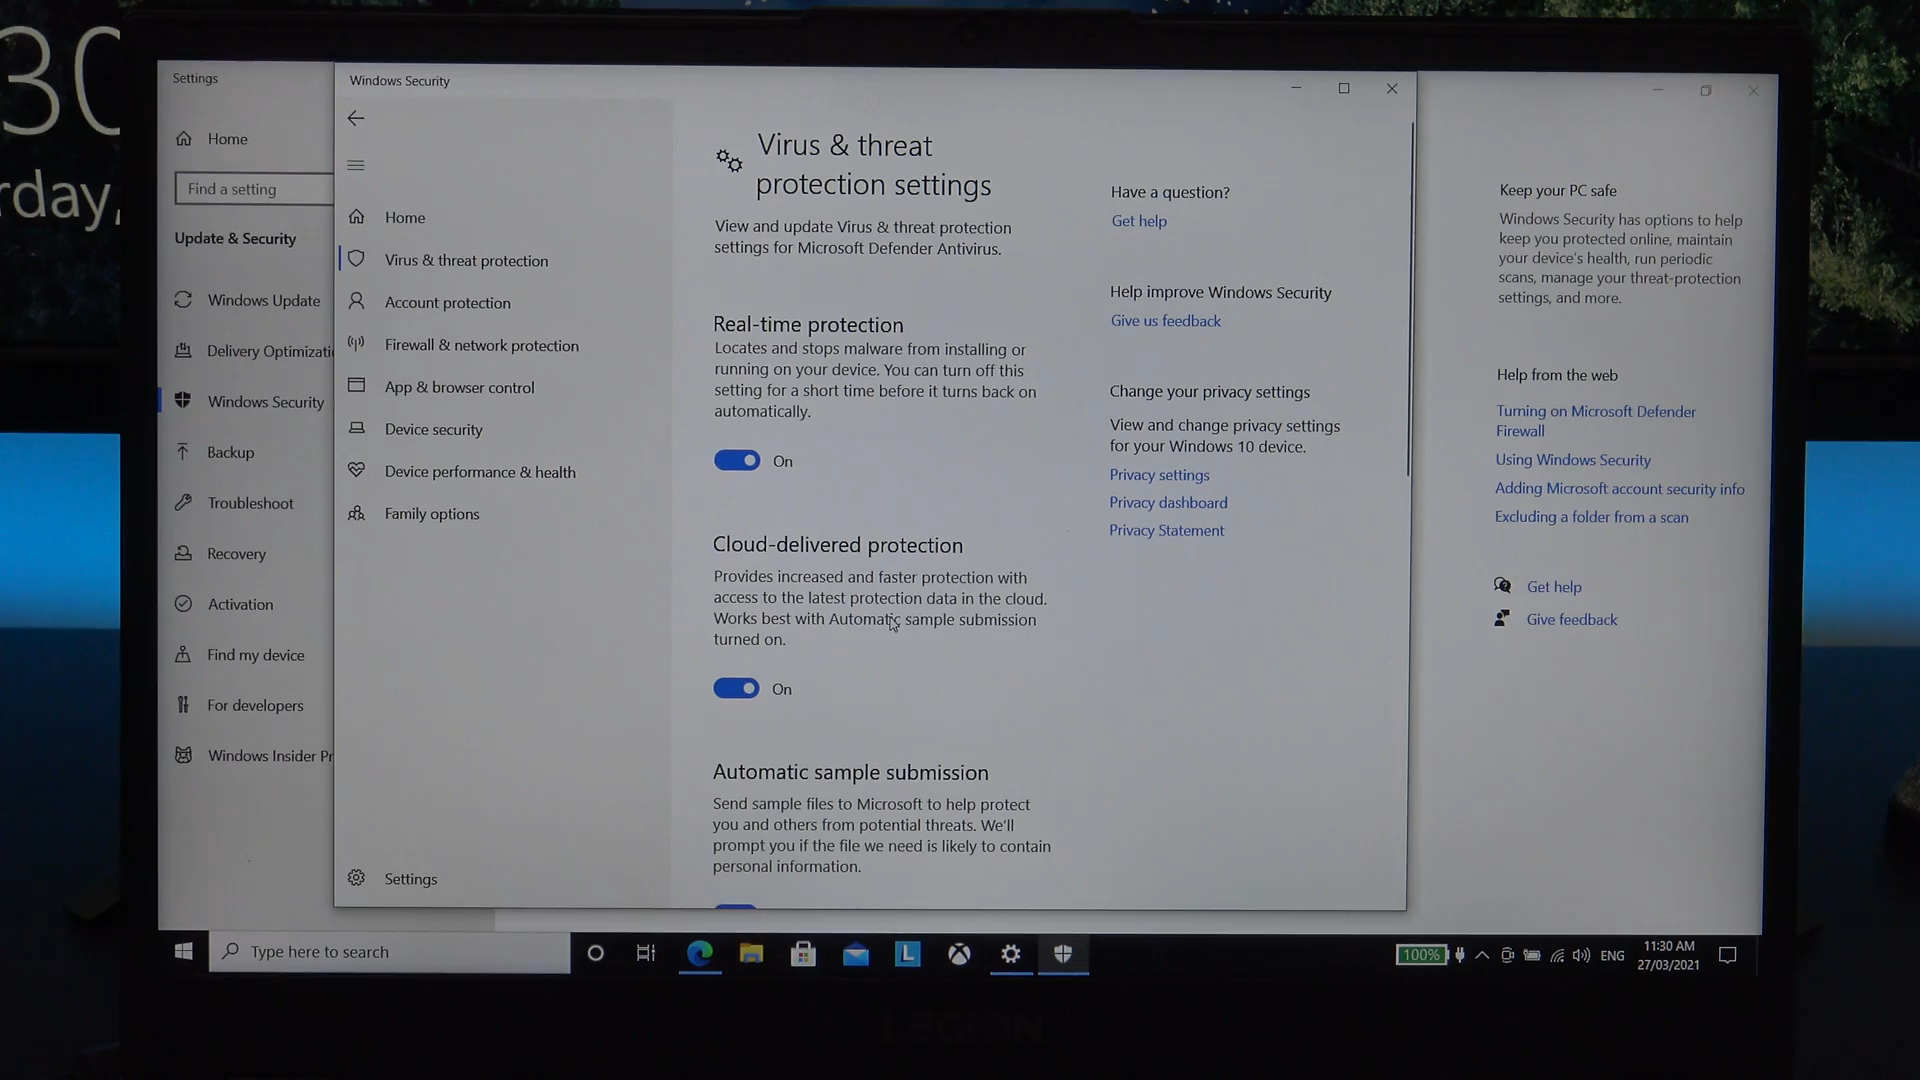 30
rday,
Settings
Home
Find a setting
Update & Security
Windows Update
Delivery Optimizati
Windows Security
Backup
Troubleshoot
Recovery
Activation
Find my device
For developers
Windows Insider Pr
Windows Security
Home
Virus & threat protection
Account protection
Firewall & network protection
App & browser control
Device security
Device performance & health
Family options
Settings
Virus & threat
protection settings
View and update Virus & threat protection
settings for Microsoft Defender Antivirus.
Real-time protection
Locates and stops malware from installing or
running on your device. You can turn off this
setting for a short time before it turns back on
automatically.
On
Cloud-delivered protection
Provides increased and faster protection with
access to the latest protection data in the cloud.
Works best with Automatic sample submission
turned on.
On
Automatic sample submission
Send sample files to Microsoft to help protect
you and others from potential threats. We'll
prompt you if the file we need is likely to contain
personal information.
Have a question?
Get help
Help improve Windows Security
Give us feedback
Change your privacy settings
View and change privacy settings
for your Windows 10 device.
Privacy settings
Privacy dashboard
Privacy Statement
Keep your PC safe
Windows Security has options to help
keep you protected online, maintain
your device's health, run periodic
scans, manage your threat-protection
settings, and more.
Help from the web
Turning on Microsoft Defender
Firewall
Using Windows Security
Adding Microsoft account security info
Excluding a folder from a scan
Get help
Give feedback
Type here to search
L
100%
ENG
11:30 AM
27/03/2021
LEGION